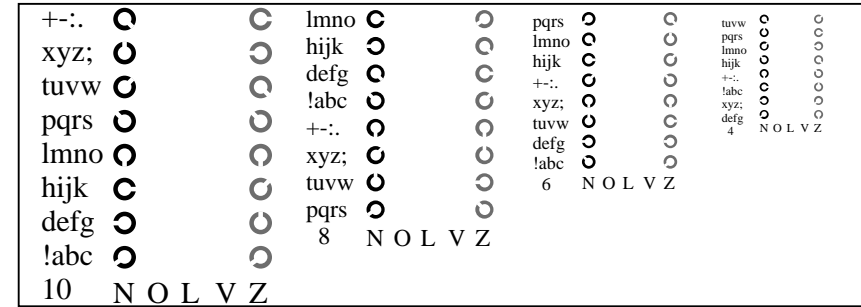 +-:.
xyz;
tuvw
pqrs
lmno
hijk
defg
!abc
10 N O L V Z
lmno
hijk
defg
!abc
+-:.
xyz;
tuvw
pqrs
8 N O L V Z
pqrs
lmno
hijk
+-:.
xyz;
tuvw
defg
!abc
6 N O L V Z
tuvw
pqrs
lmno
hijk
+-:.
!abc
xyz;
defg
4 N O L V Z